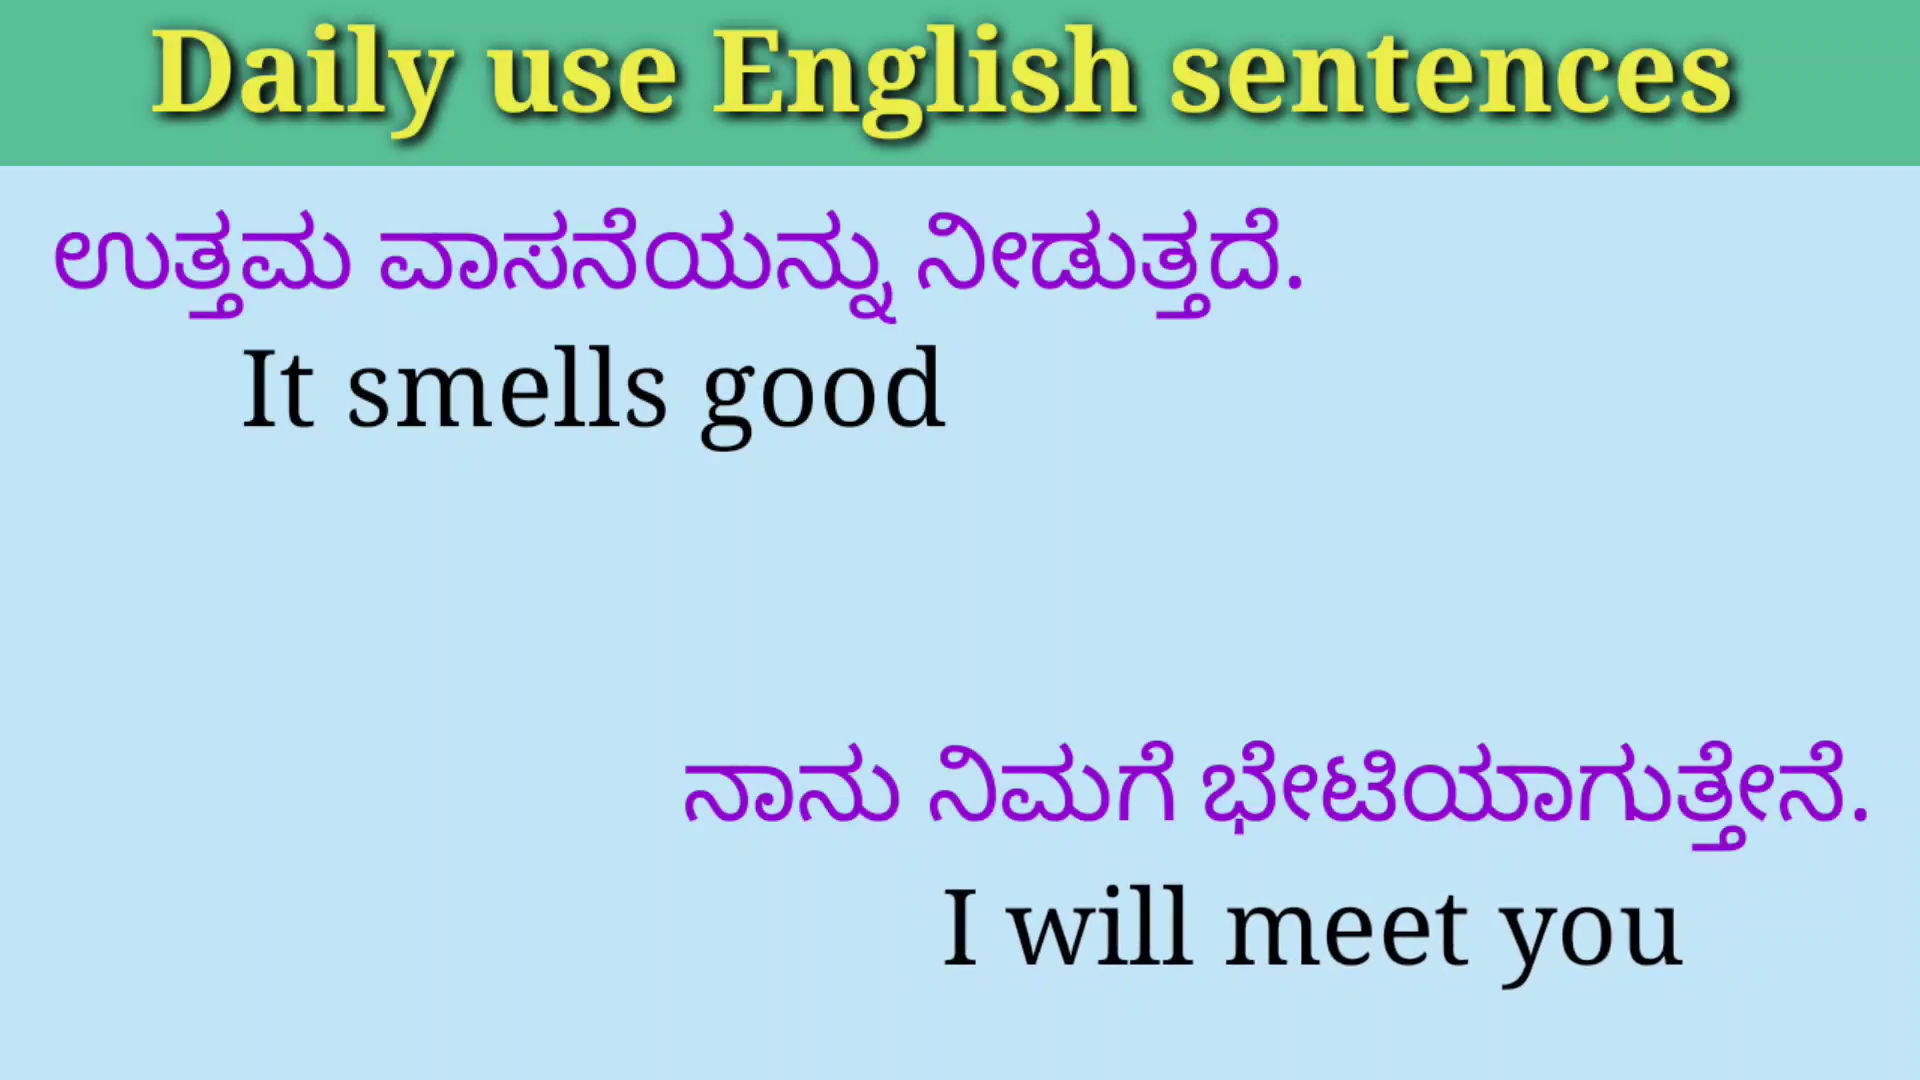 Daily use English sentences
ಉತ್ತಮ ವಾಸನೆಯನ್ನು ನೀಡುತ್ತದೆ.
It smells good
ನಾನು ನಿಮಗೆ ಭೇಟಿಯಾಗುತ್ತೇನೆ.
I will meet you